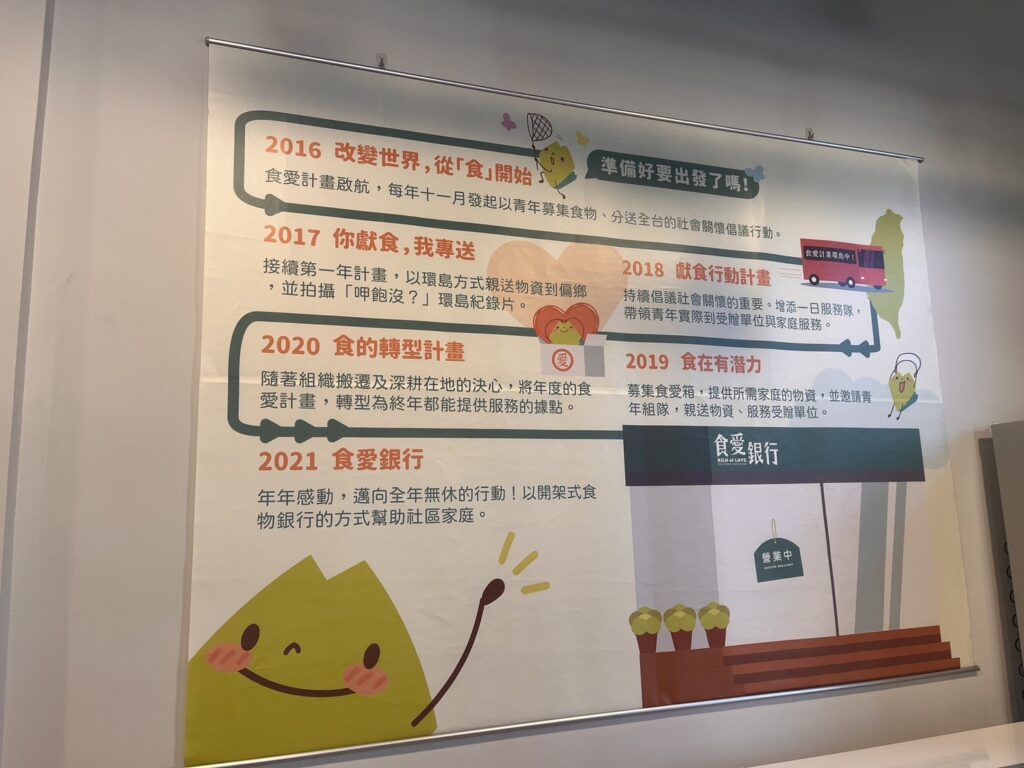 準備好要出發了嗎!
2016 改變世界,從「食」開始
食愛計畫啟航,每年十一月發起以青年募集食物、分送全台的社會關懷倡議行動。
2017 你獻食,我專送
接續第一年計畫,以環島方式親送物資到偏鄉
,並拍攝「呷飽沒?」環島紀錄片。
食愛計畫環島中!
2018 獻食行動計畫
持續倡議社會關懷的重要。增添一日服務隊,
帶領青年實際到受贈單位與家庭服務。
愛
2019 食在有潛力
募集食愛箱,提供所需家庭的物資,並邀請青
年組隊,親送物資、服務受贈單位。
2020 食的轉型計畫
隨著組織搬遷及深耕在地的決心,將年度的食
愛計畫,轉型為終年都能提供服務的據點。
2021 食愛銀行
年年感動,邁向全年無休的行動!以開架式食
物銀行的方式幫助社區家庭。
食愛銀行
KILO of LOVE
營業中